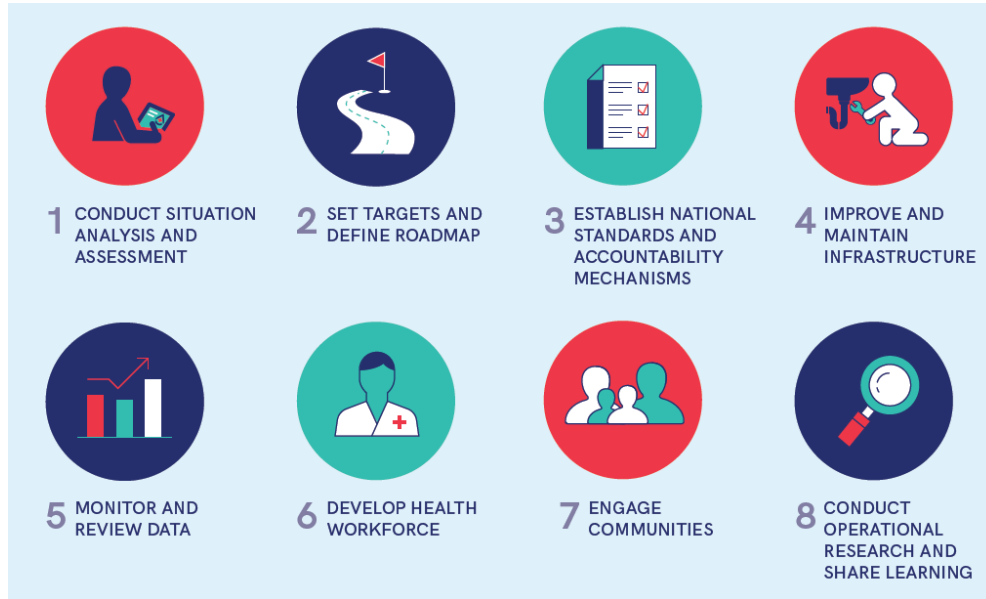 1 CONDUCT SITUATION
ANALYSIS AND
ASSESSMENT
2 SET TARGETS AND
DEFINE ROADMAP
3 ESTABLISH NATIONAL
STANDARDS AND
ACCOUNTABILITY
MECHANISMS
4 IMPROVE AND
MAINTAIN
INFRASTRUCTURE
5 MONITOR AND
REVIEW DATA
6 DEVELOP HEALTH
WORKFORCE
7 ENGAGE
COMMUNITIES
8 CONDUCT
OPERATIONAL
RESEARCH AND
SHARE LEARNING